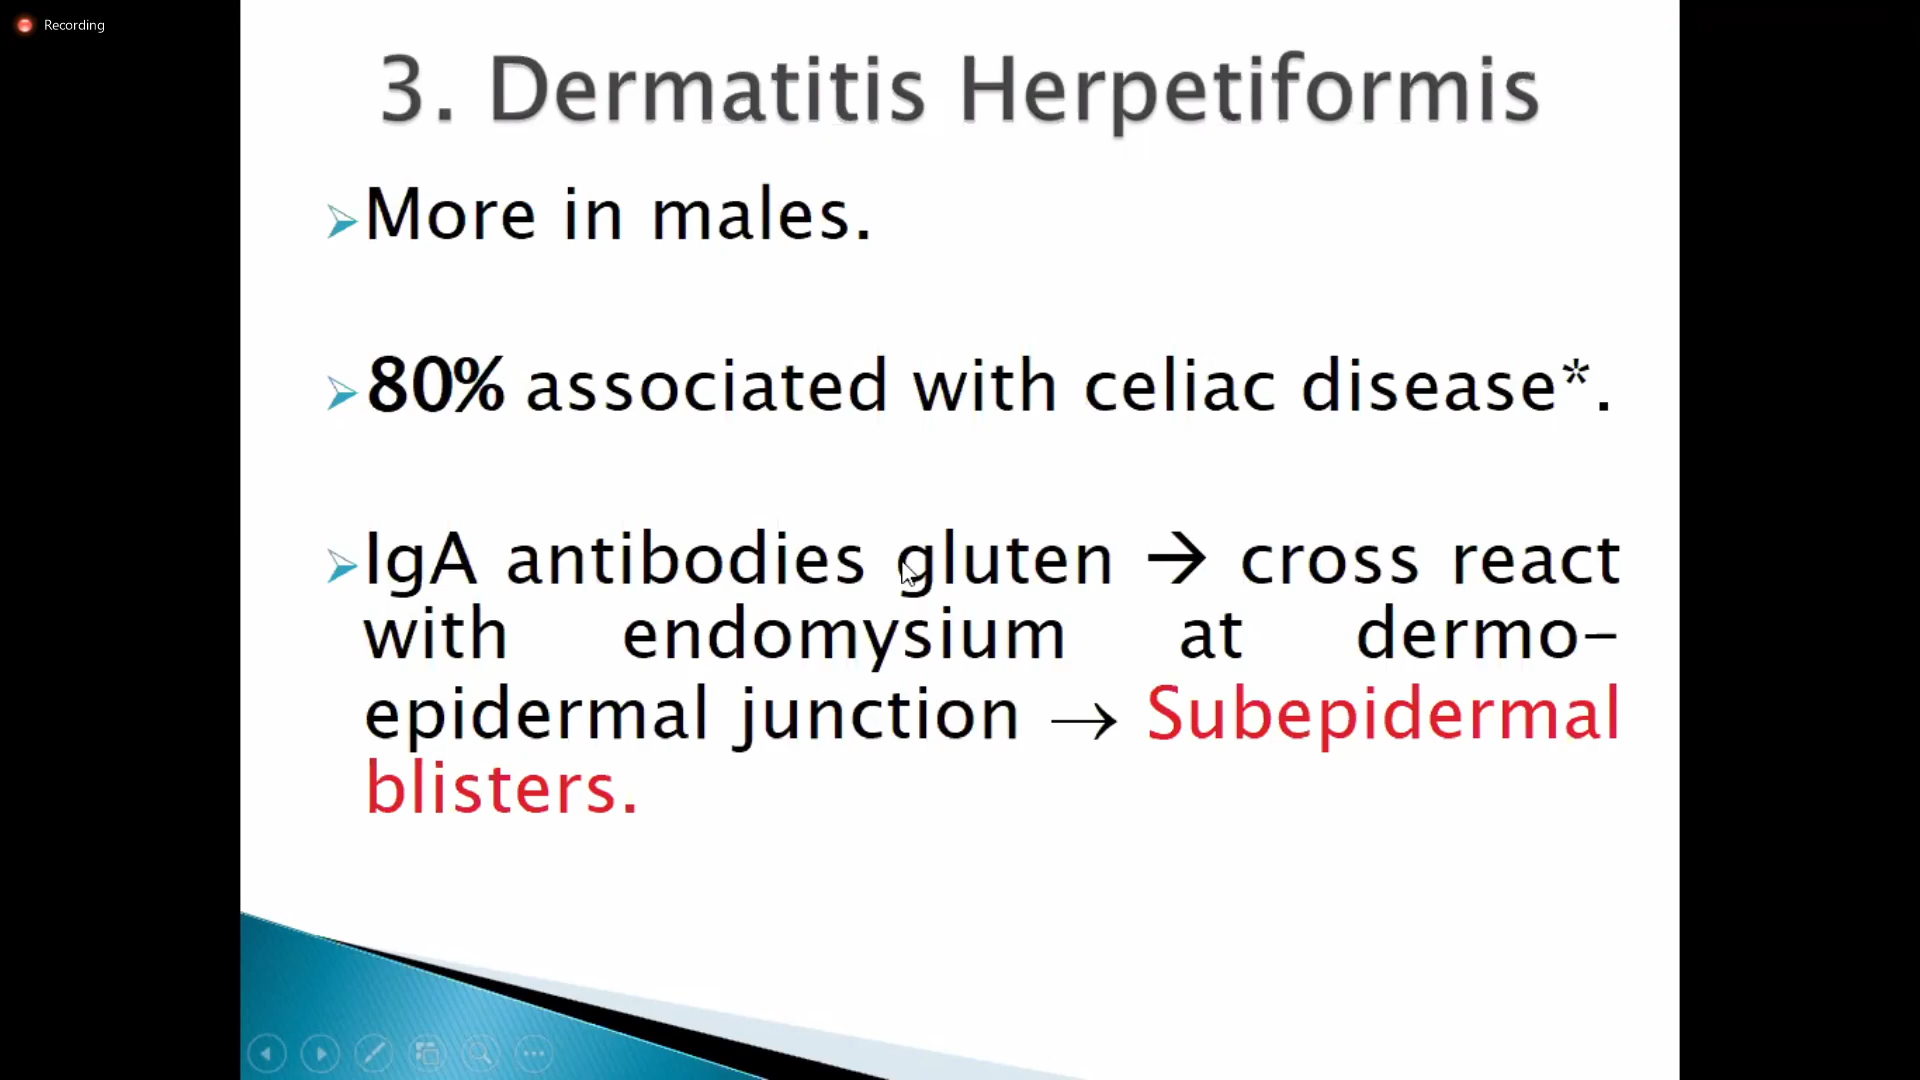 Recording
3. Dermatitis Herpetiformis
➢More in males.
➢80% associated with celiac disease*.
➢IgA antibodies gluten → cross react
with endomysium at dermo-
epidermal junction → Subepidermal
blisters.